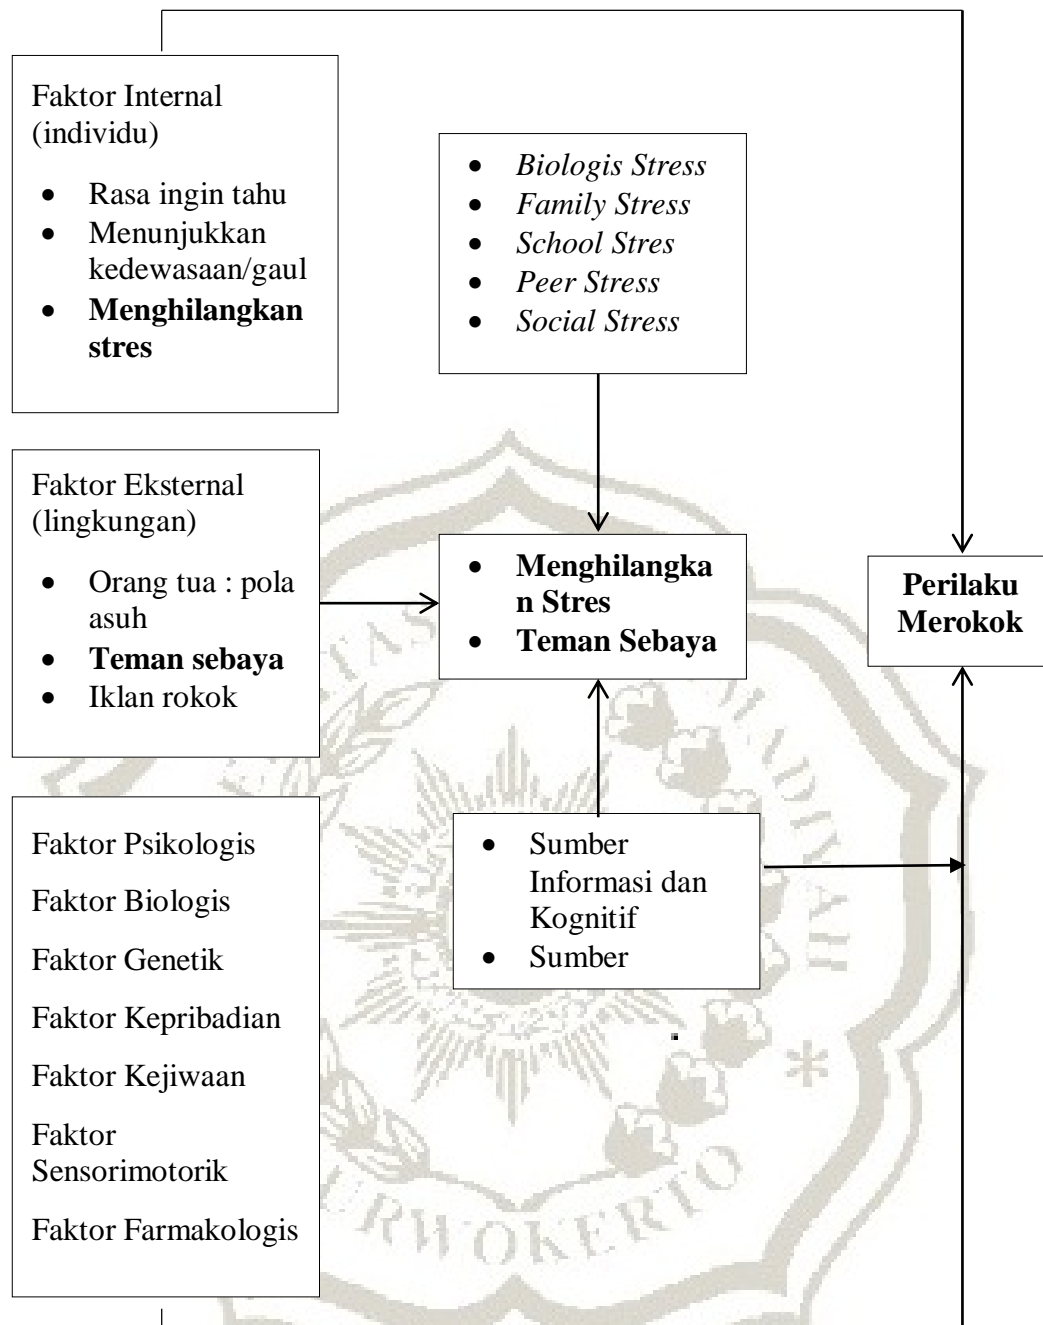 Faktor Internal
(individu)
• Rasa ingin tahu
• Menunjukkan
kedewasaan/gaul
• Menghilangkan
stres
• Biologis Stress
• Family Stress
• School Stres
• Peer Stress
• Social Stress
Faktor Eksternal
(lingkungan)
• Orang tua : pola
asuh
• Teman sebaya
• Iklan rokok
• Menghilangka
n Stres
• Teman Sebaya
Perilaku
Merokok
Faktor Psikologis
Faktor Biologis
Faktor Genetik
Faktor Kepribadian
Faktor Kejiwaan
Faktor
Sensorimotorik
Faktor Farmakologis
• Sumber
Informasi dan
Kognitif
• Sumber